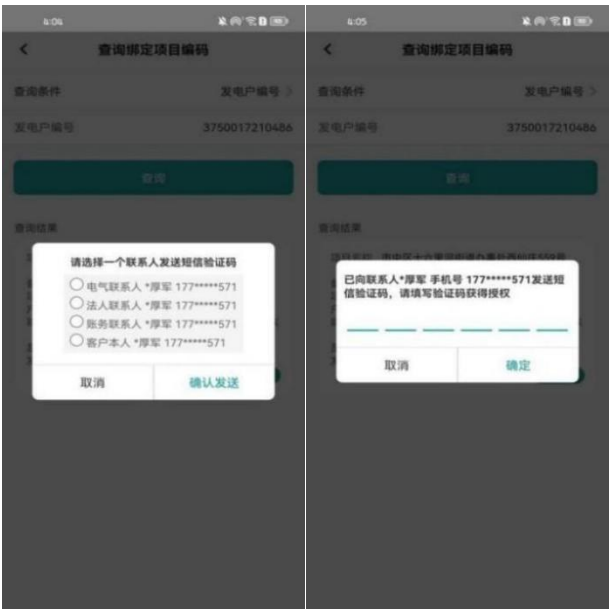 4:04
查询绑定项目编码
查询条件
发电户编号
发电户编号
3750017210486
查询
查询结果
请选择一个联系人发送短信验证码
电气联系人 *厚军 177*****571
法人联系人 *厚军 177*****571
账务联系人 *厚军 177*****571
客户本人 *厚军 177*****571
取消
确认发送
4:05
查询绑定项目编码
查询条件
发电户编号
发电户编号
3750017210486
查询
查询结果
已向联系人*厚军 手机号 177*****571发送短
信验证码，请填写验证码获得授权
取消
确定